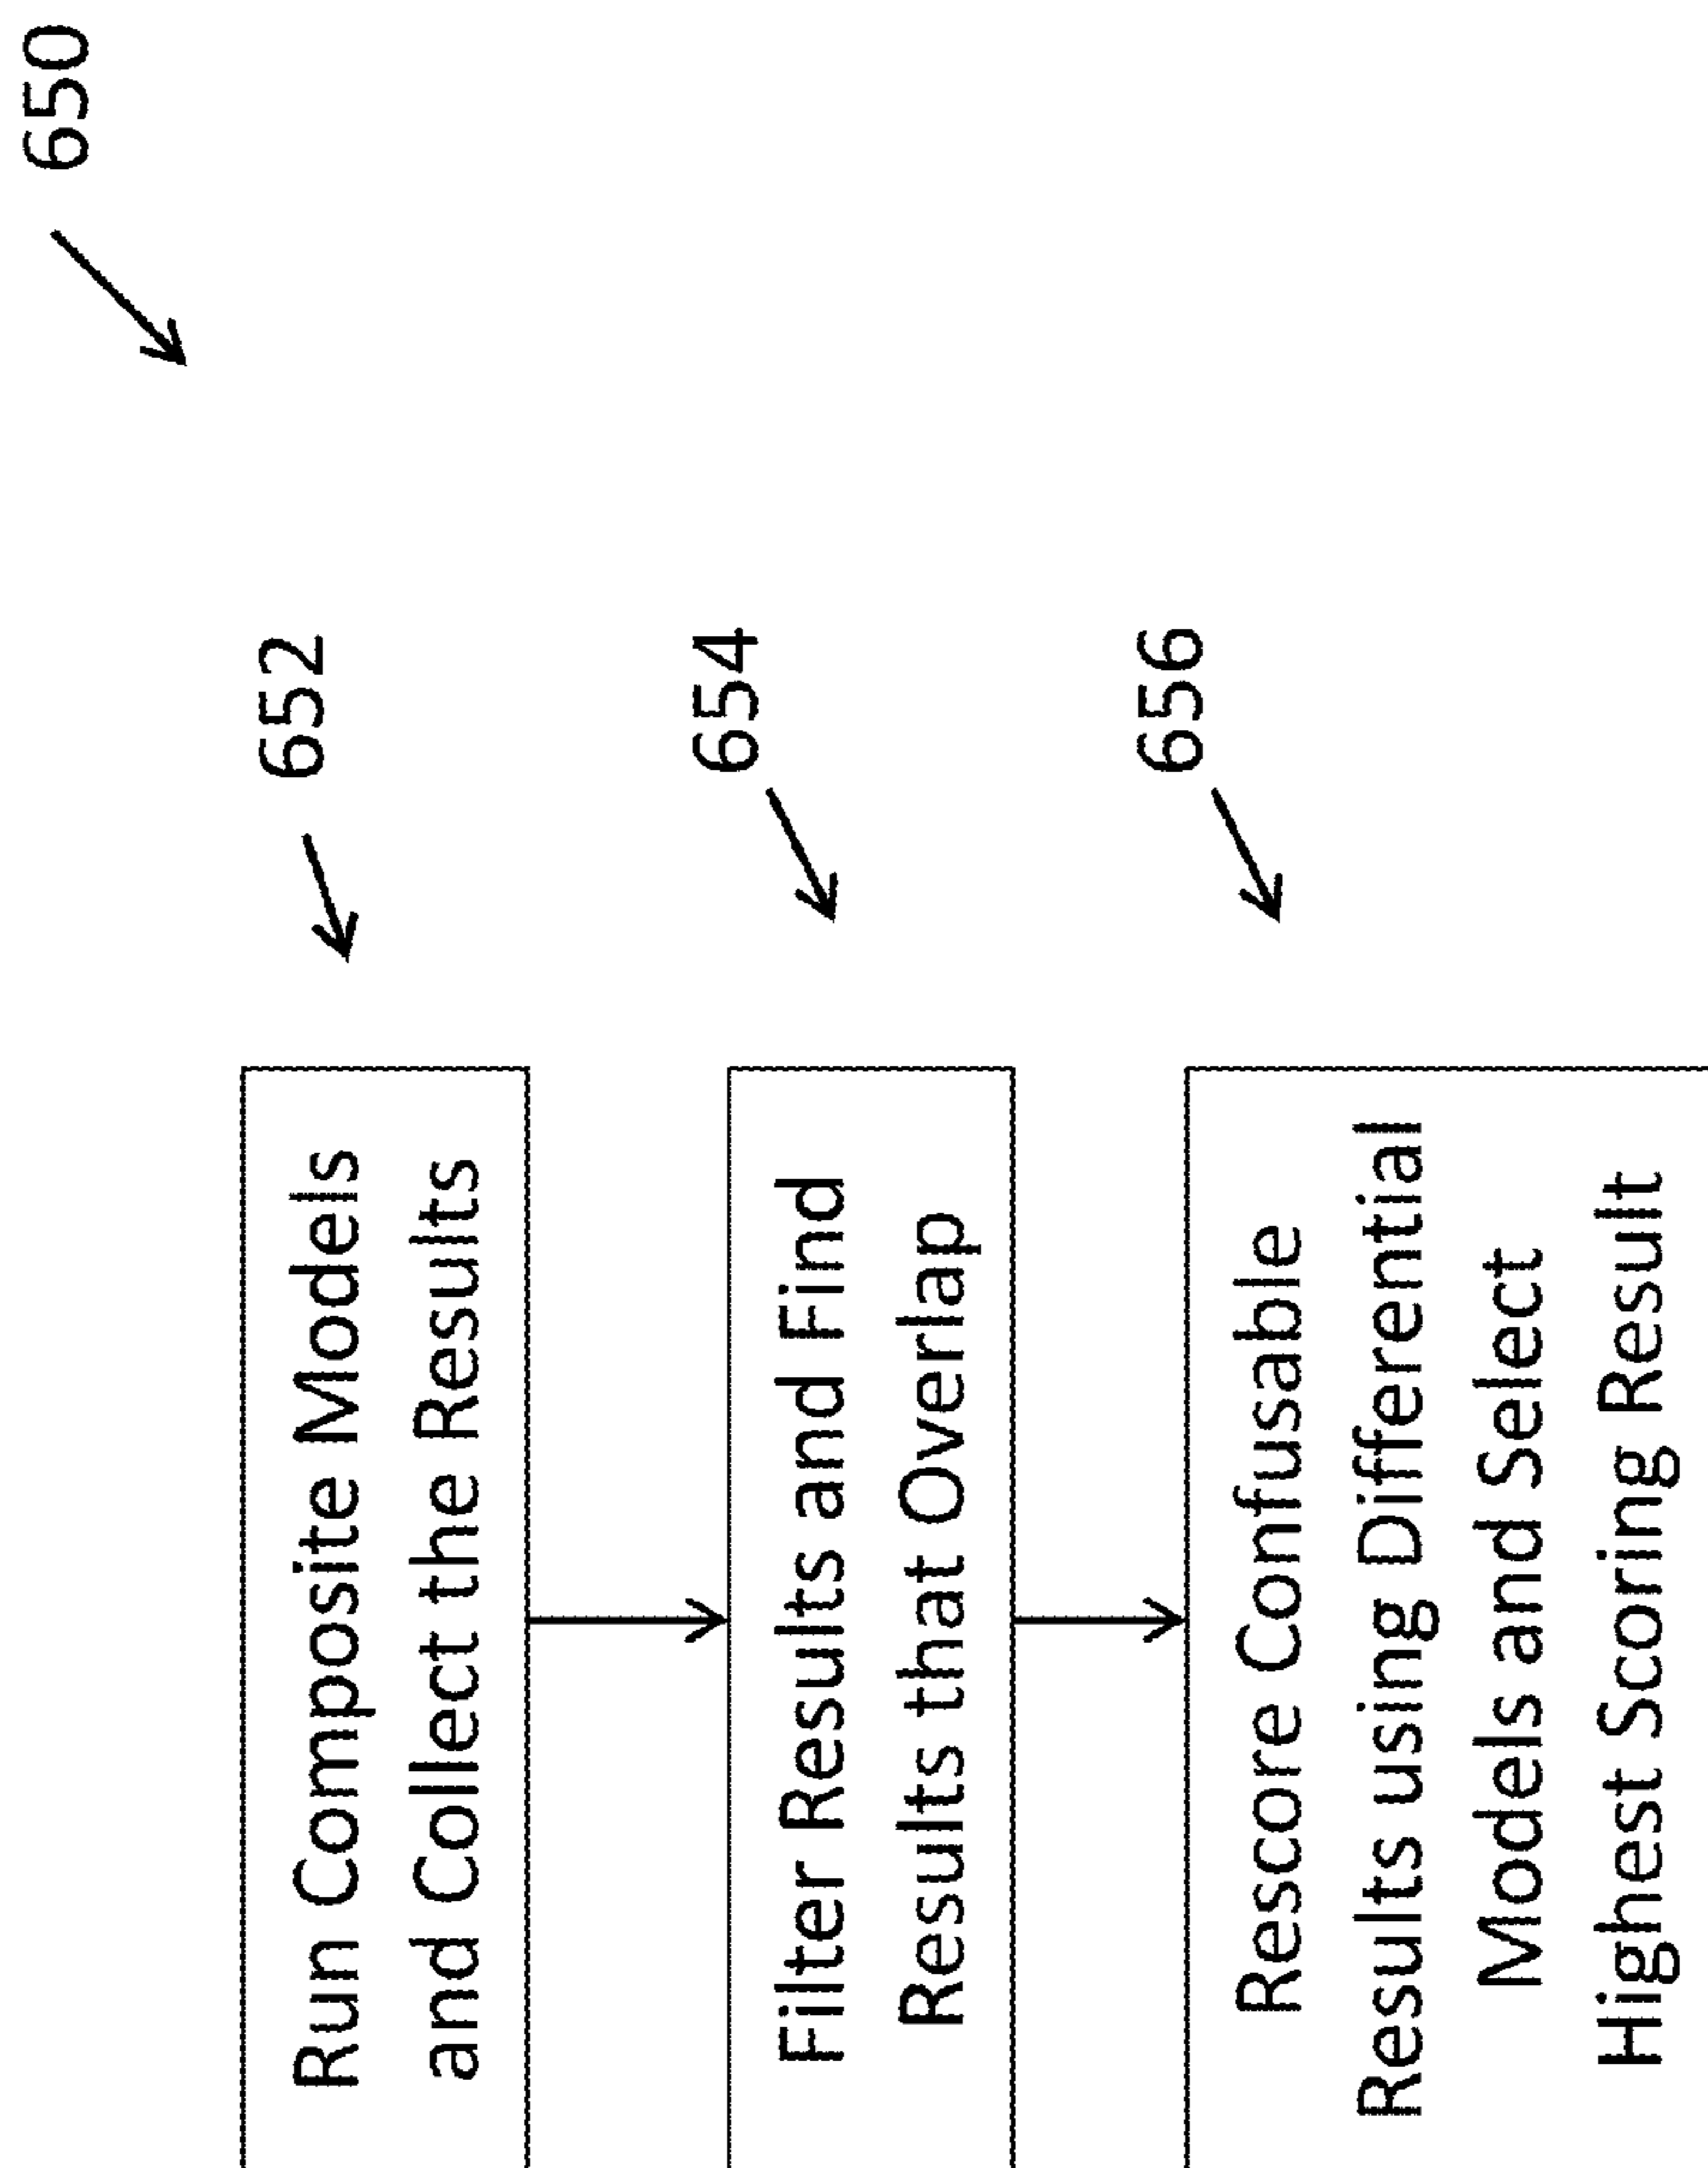 650
652
Run Composite Models
and Collect the Results
654
Filter Results and Find
Results that Overlap
656
Rescore Confusable
Results using Differential
Models and Select
Highest Scoring Result